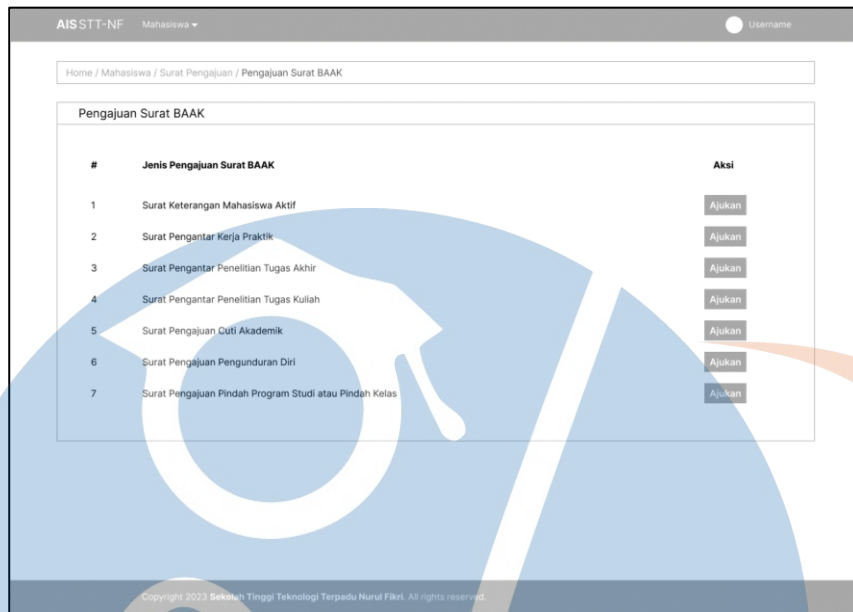 AIS STT-NF Mahasiswa Username
Home / Mahasiswa / Surat Pengajuan / Pengajuan Surat BAAK
Pengajuan Surat BAAK
# Jenis Pengajuan Surat BAAK Aksi
1 Surat Keterangan Mahasiswa Aktif Ajukan
2 Surat Pengantar Kerja Praktik Ajukan
3 Surat Pengantar Penelitian Tugas Akhir Ajukan
4 Surat Pengantar Penelitian Tugas Kuliah Ajukan
5 Surat Pengajuan Cuti Akademik Ajukan
6 Surat Pengajuan Pengunduran Diri Ajukan
7 Surat Pengajuan Pindah Program Studi atau Pindah Kelas Ajukan
Copyright 2023 Sekolah Tinggi Teknologi Terpadu Nurul Fikri. All rights reserved.